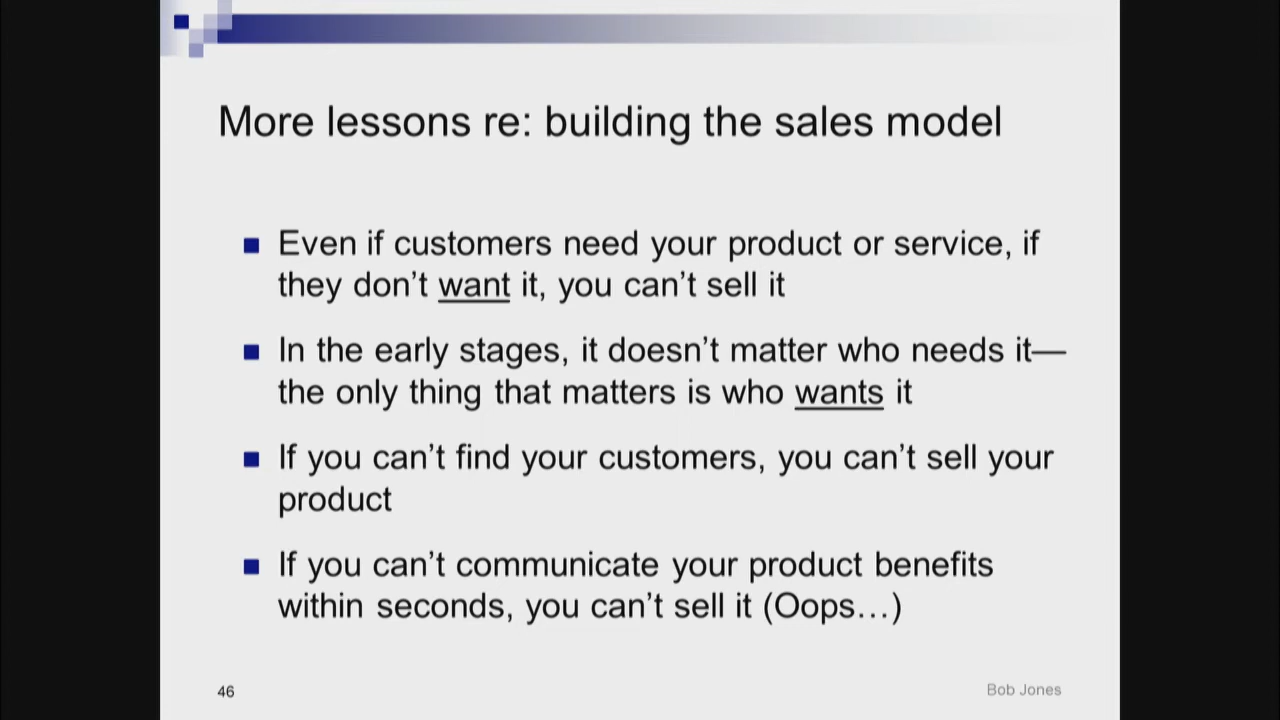 More lessons re: building the sales model
Even if customers need your product or service, if
they don’t want it, you can’t sell it
In the early stages, it doesn’t matter who needs it—
the only thing that matters is who wants it
If you can’t find your customers, you can’t sell your
product
If you can’t communicate your product benefits
within seconds, you can’t sell it (Oops…)
46
Bob Jones